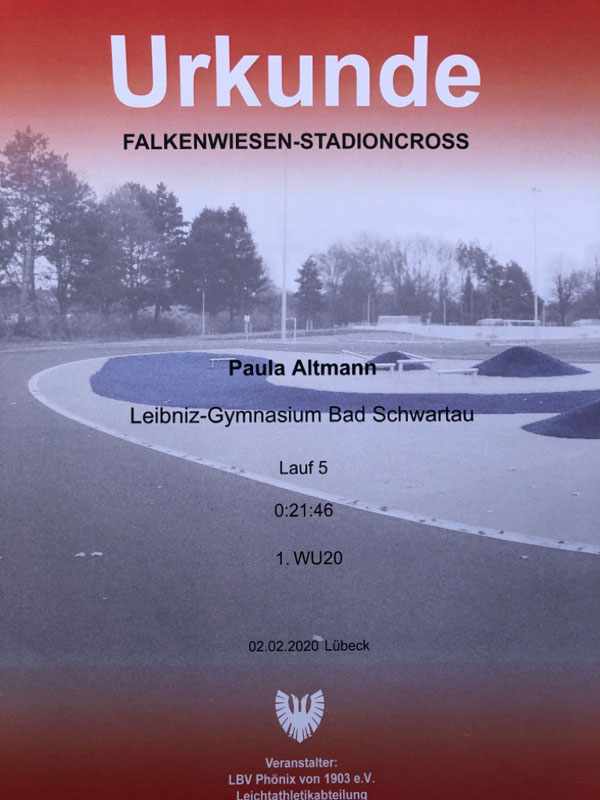 Urkunde
FALKENWIESEN-STADIONCROSS
Paula Altmann
Leibniz-Gymnasium Bad Schwartau
Lauf 5
0:21:46
1. WU20
02.02.2020 Lübeck
Veranstalter:
LBV Phönix von 1903 e.V.
Leichtathletikabteilung